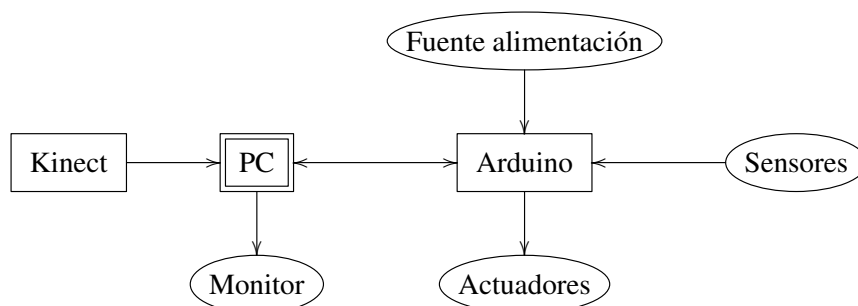 Fuente alimentación
Kinect
PC
Arduino
Sensores
Monitor
Actuadores